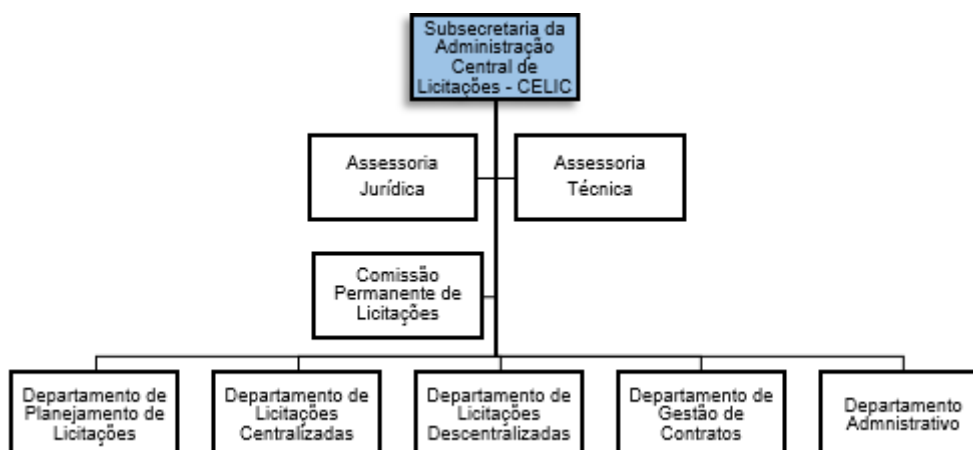 Subsecretaria da
Administração
Central de
Licitações - CELIC
Assessoria
Jurídica
Assessoria
Técnica
Comissão
Permanente de
Licitações
Departamento de
Planejamento de
Licitações
Departamento de
Licitações
Centralizadas
Departamento de
Licitações
Descentralizadas
Departamento de
Gestão de
Contratos
Departamento
Admnistrativo